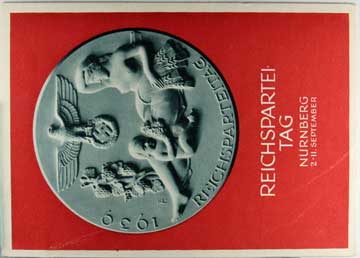 REICHSPARTEITAG
1939
REICHSPARTEI-
TAG
NÜRNBERG
2.-11. SEPTEMBER